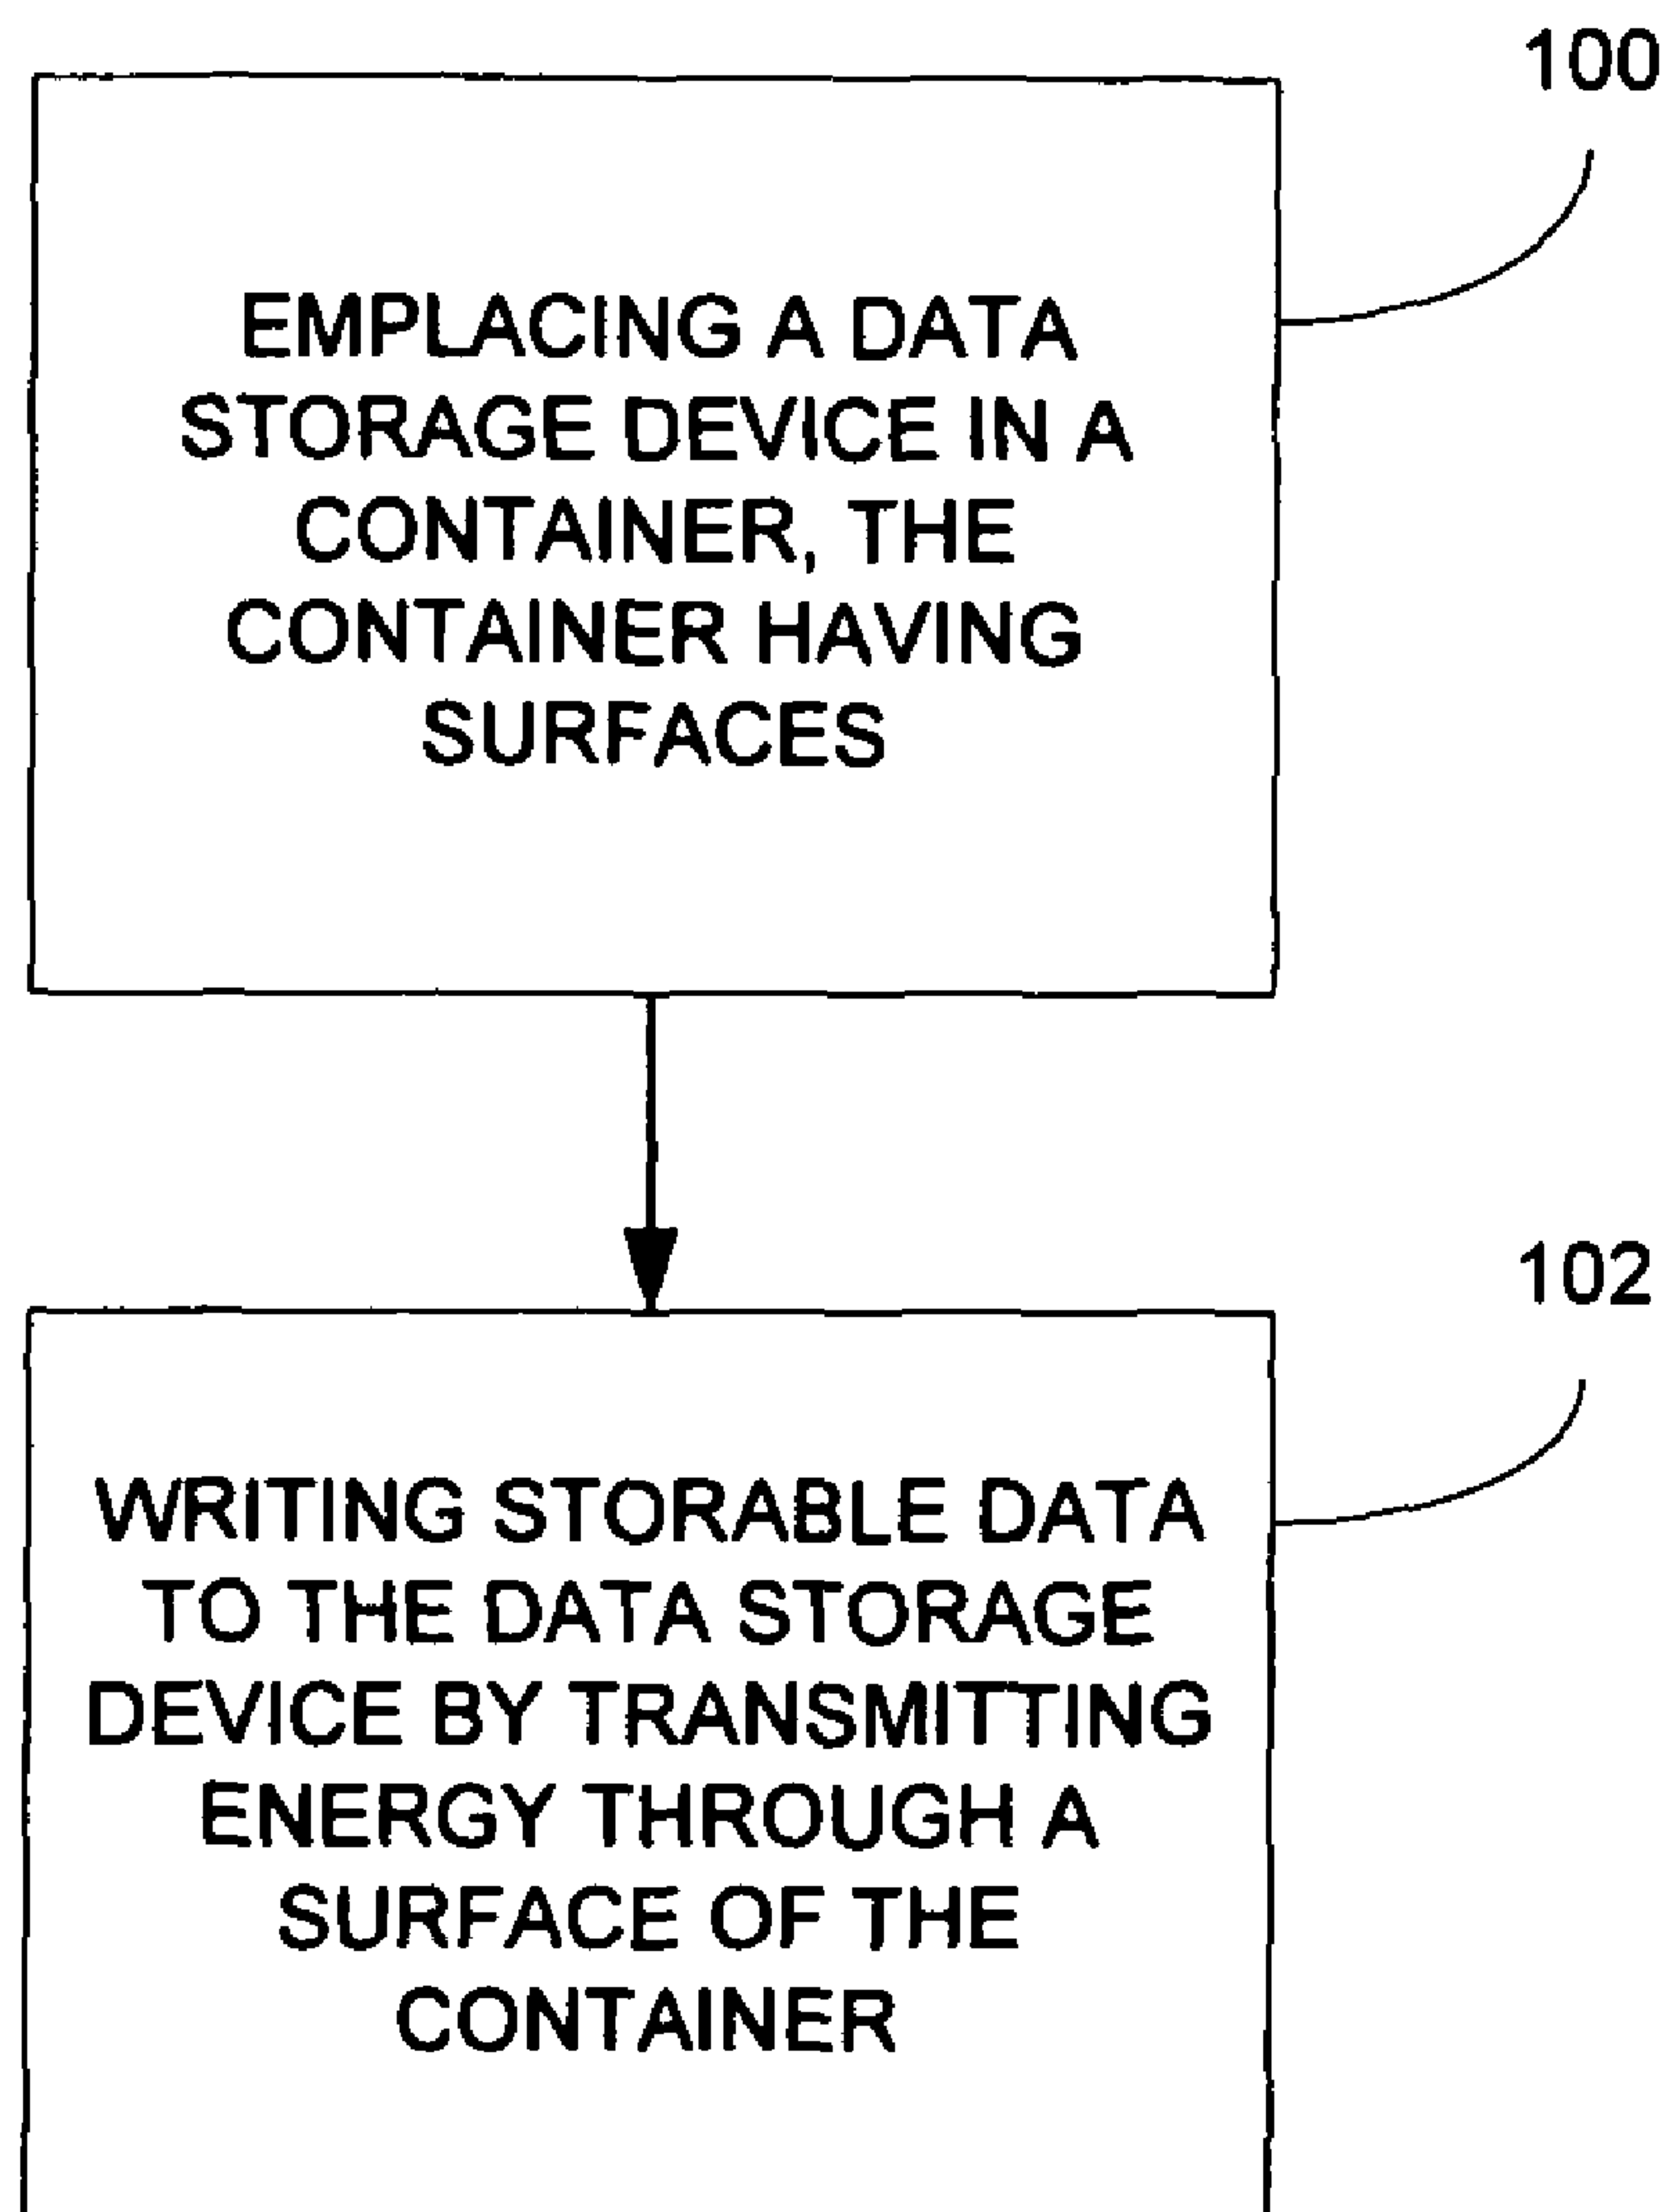 100
EMPLACING A DATA
STORAGE DEVICE IN A
CONTAINER, THE
CONTAINER HAVING
SURFACES
102
WRITING STORABLE DATA
TO THE DATA STORAGE
DEVICE BY TRANSMITTING
ENERGY THROUGH A
SURFACE OF THE
CONTAINER